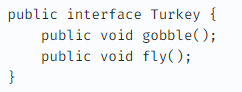 public interface Turkey {
    public void gobble();
    public void fly();
}